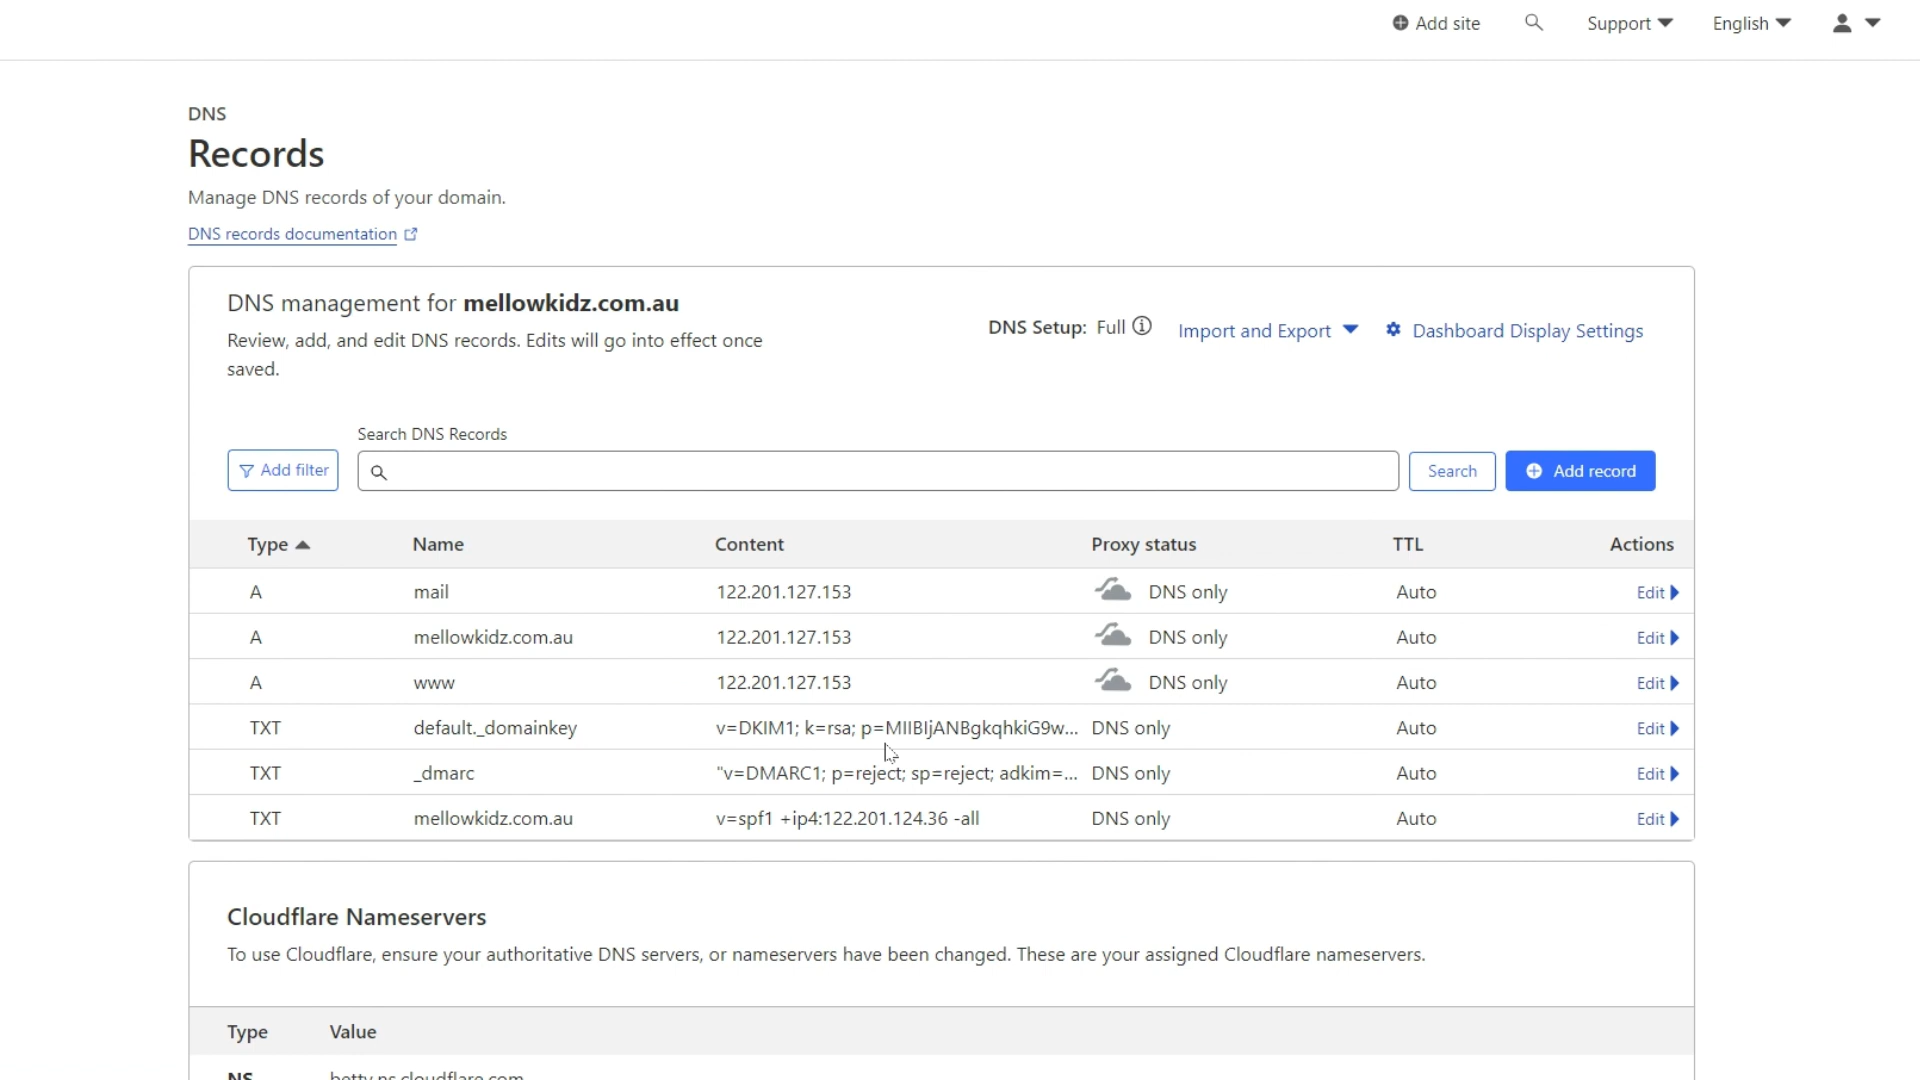 Add site
Support
English
DNS
Records
Manage DNS records of your domain.
DNS records documentation
DNS management for mellowkidz.com.au
Review, add, and edit DNS records. Edits will go into effect once
saved.
DNS Setup: Full
Import and Export
Dashboard Display Settings
Search DNS Records
Add filter
Search
Add record
Type Name Content Proxy status TTL Actions
A mail 122.201.127.153 DNS only Auto Edit
A mellowkidz.com.au 122.201.127.153 DNS only Auto Edit
A www 122.201.127.153 DNS only Auto Edit
TXT default._domainkey v=DKIM1; k=rsa; p=MIIBIjANBgkqhkiG9w... DNS only Auto Edit
TXT _dmarc "v=DMARC1; p=reject; sp=reject; adkim=... DNS only Auto Edit
TXT mellowkidz.com.au v=spf1 +ip4:122.201.124.36 -all DNS only Auto Edit
Cloudflare Nameservers
To use Cloudflare, ensure your authoritative DNS servers, or nameservers have been changed. These are your assigned Cloudflare nameservers.
Type Value
NS betty.ns.cloudflare.com